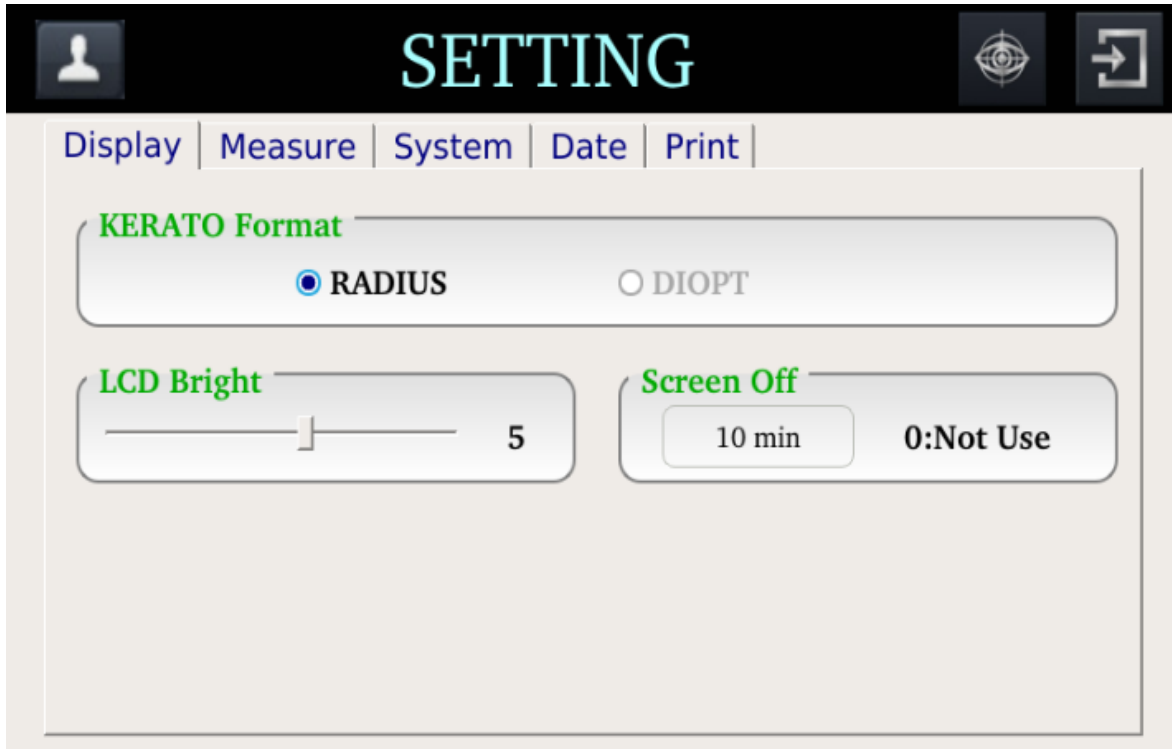 SETTING
Display Measure System Date Print
KERATO Format
RADIUS DIOPT
LCD Bright Screen Off
5 10 min 0:Not Use